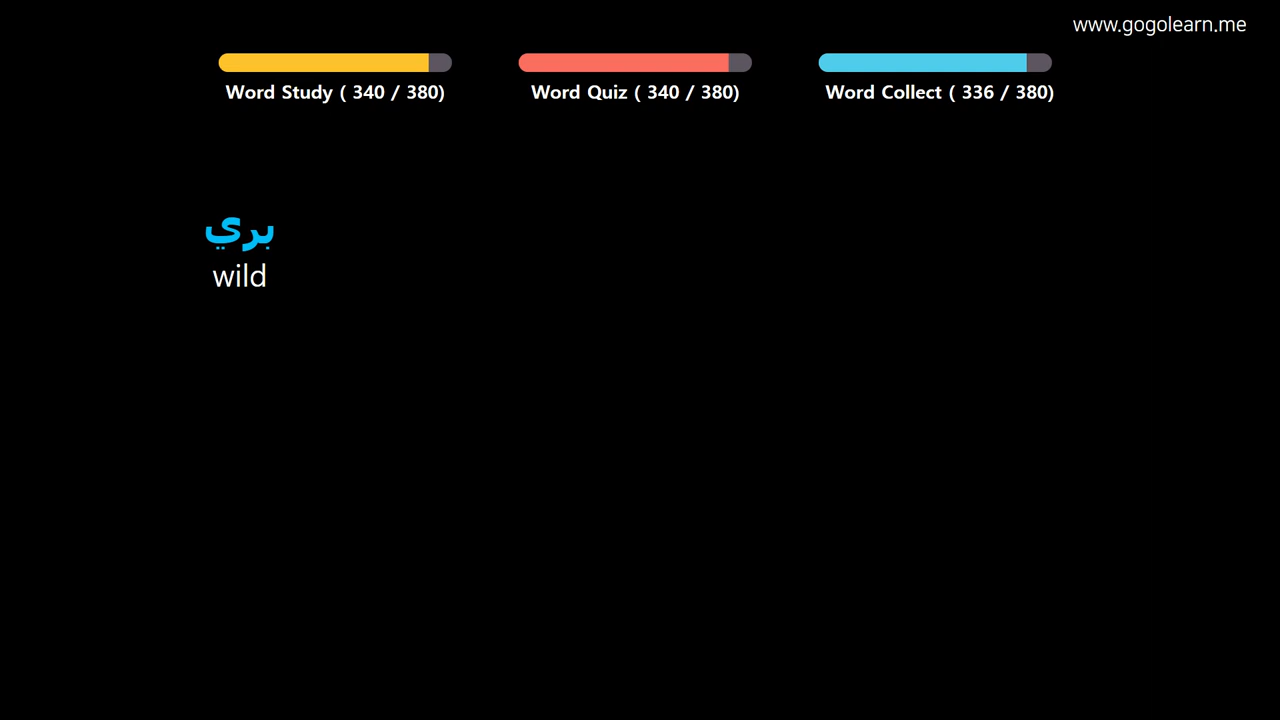 www.gogolearn.me
Word Study ( 340 / 380)
Word Quiz ( 340 / 380)
Word Collect ( 336 / 380)
بري
wild